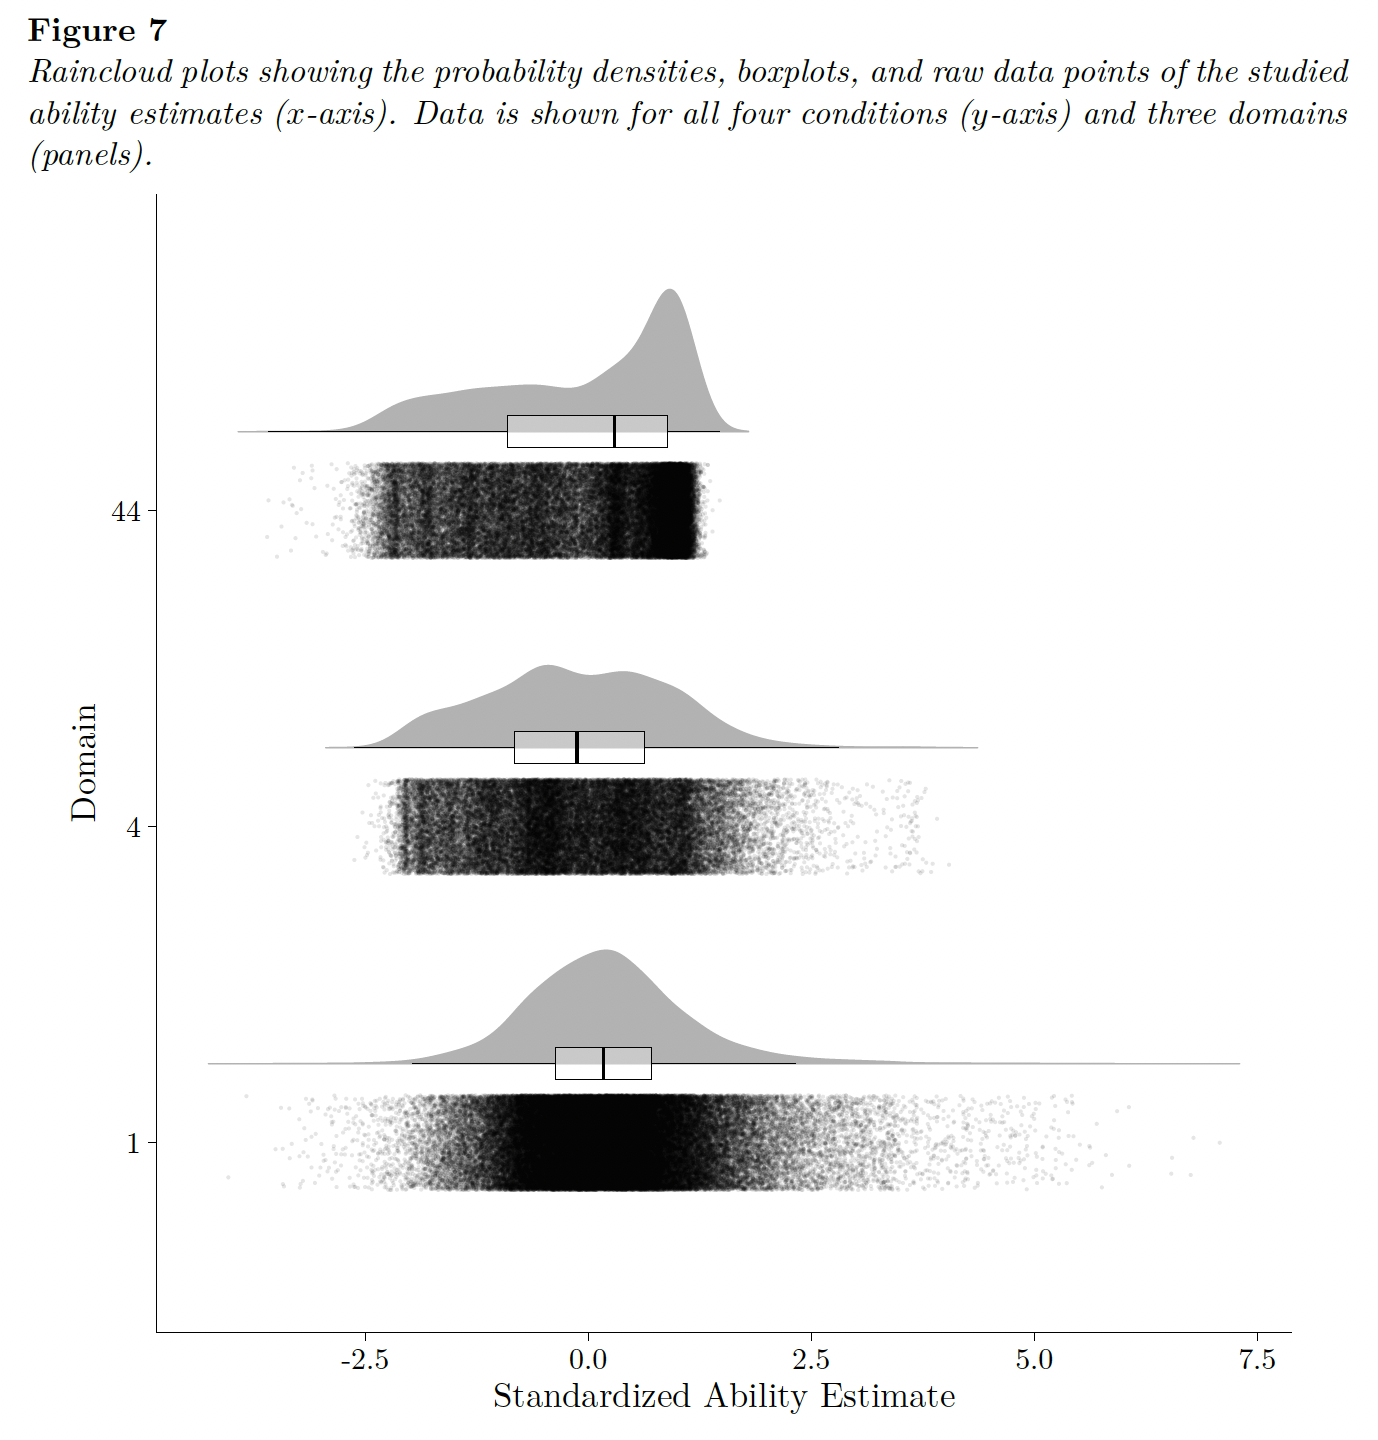 Figure 7
Raincloud plots showing the probability densities, boxplots, and raw data points of the studied
ability estimates (x-axis). Data is shown for all four conditions (y-axis) and three domains
(panels).
44
4
1
Domain
-2.5 0.0 2.5 5.0 7.5
Standardized Ability Estimate